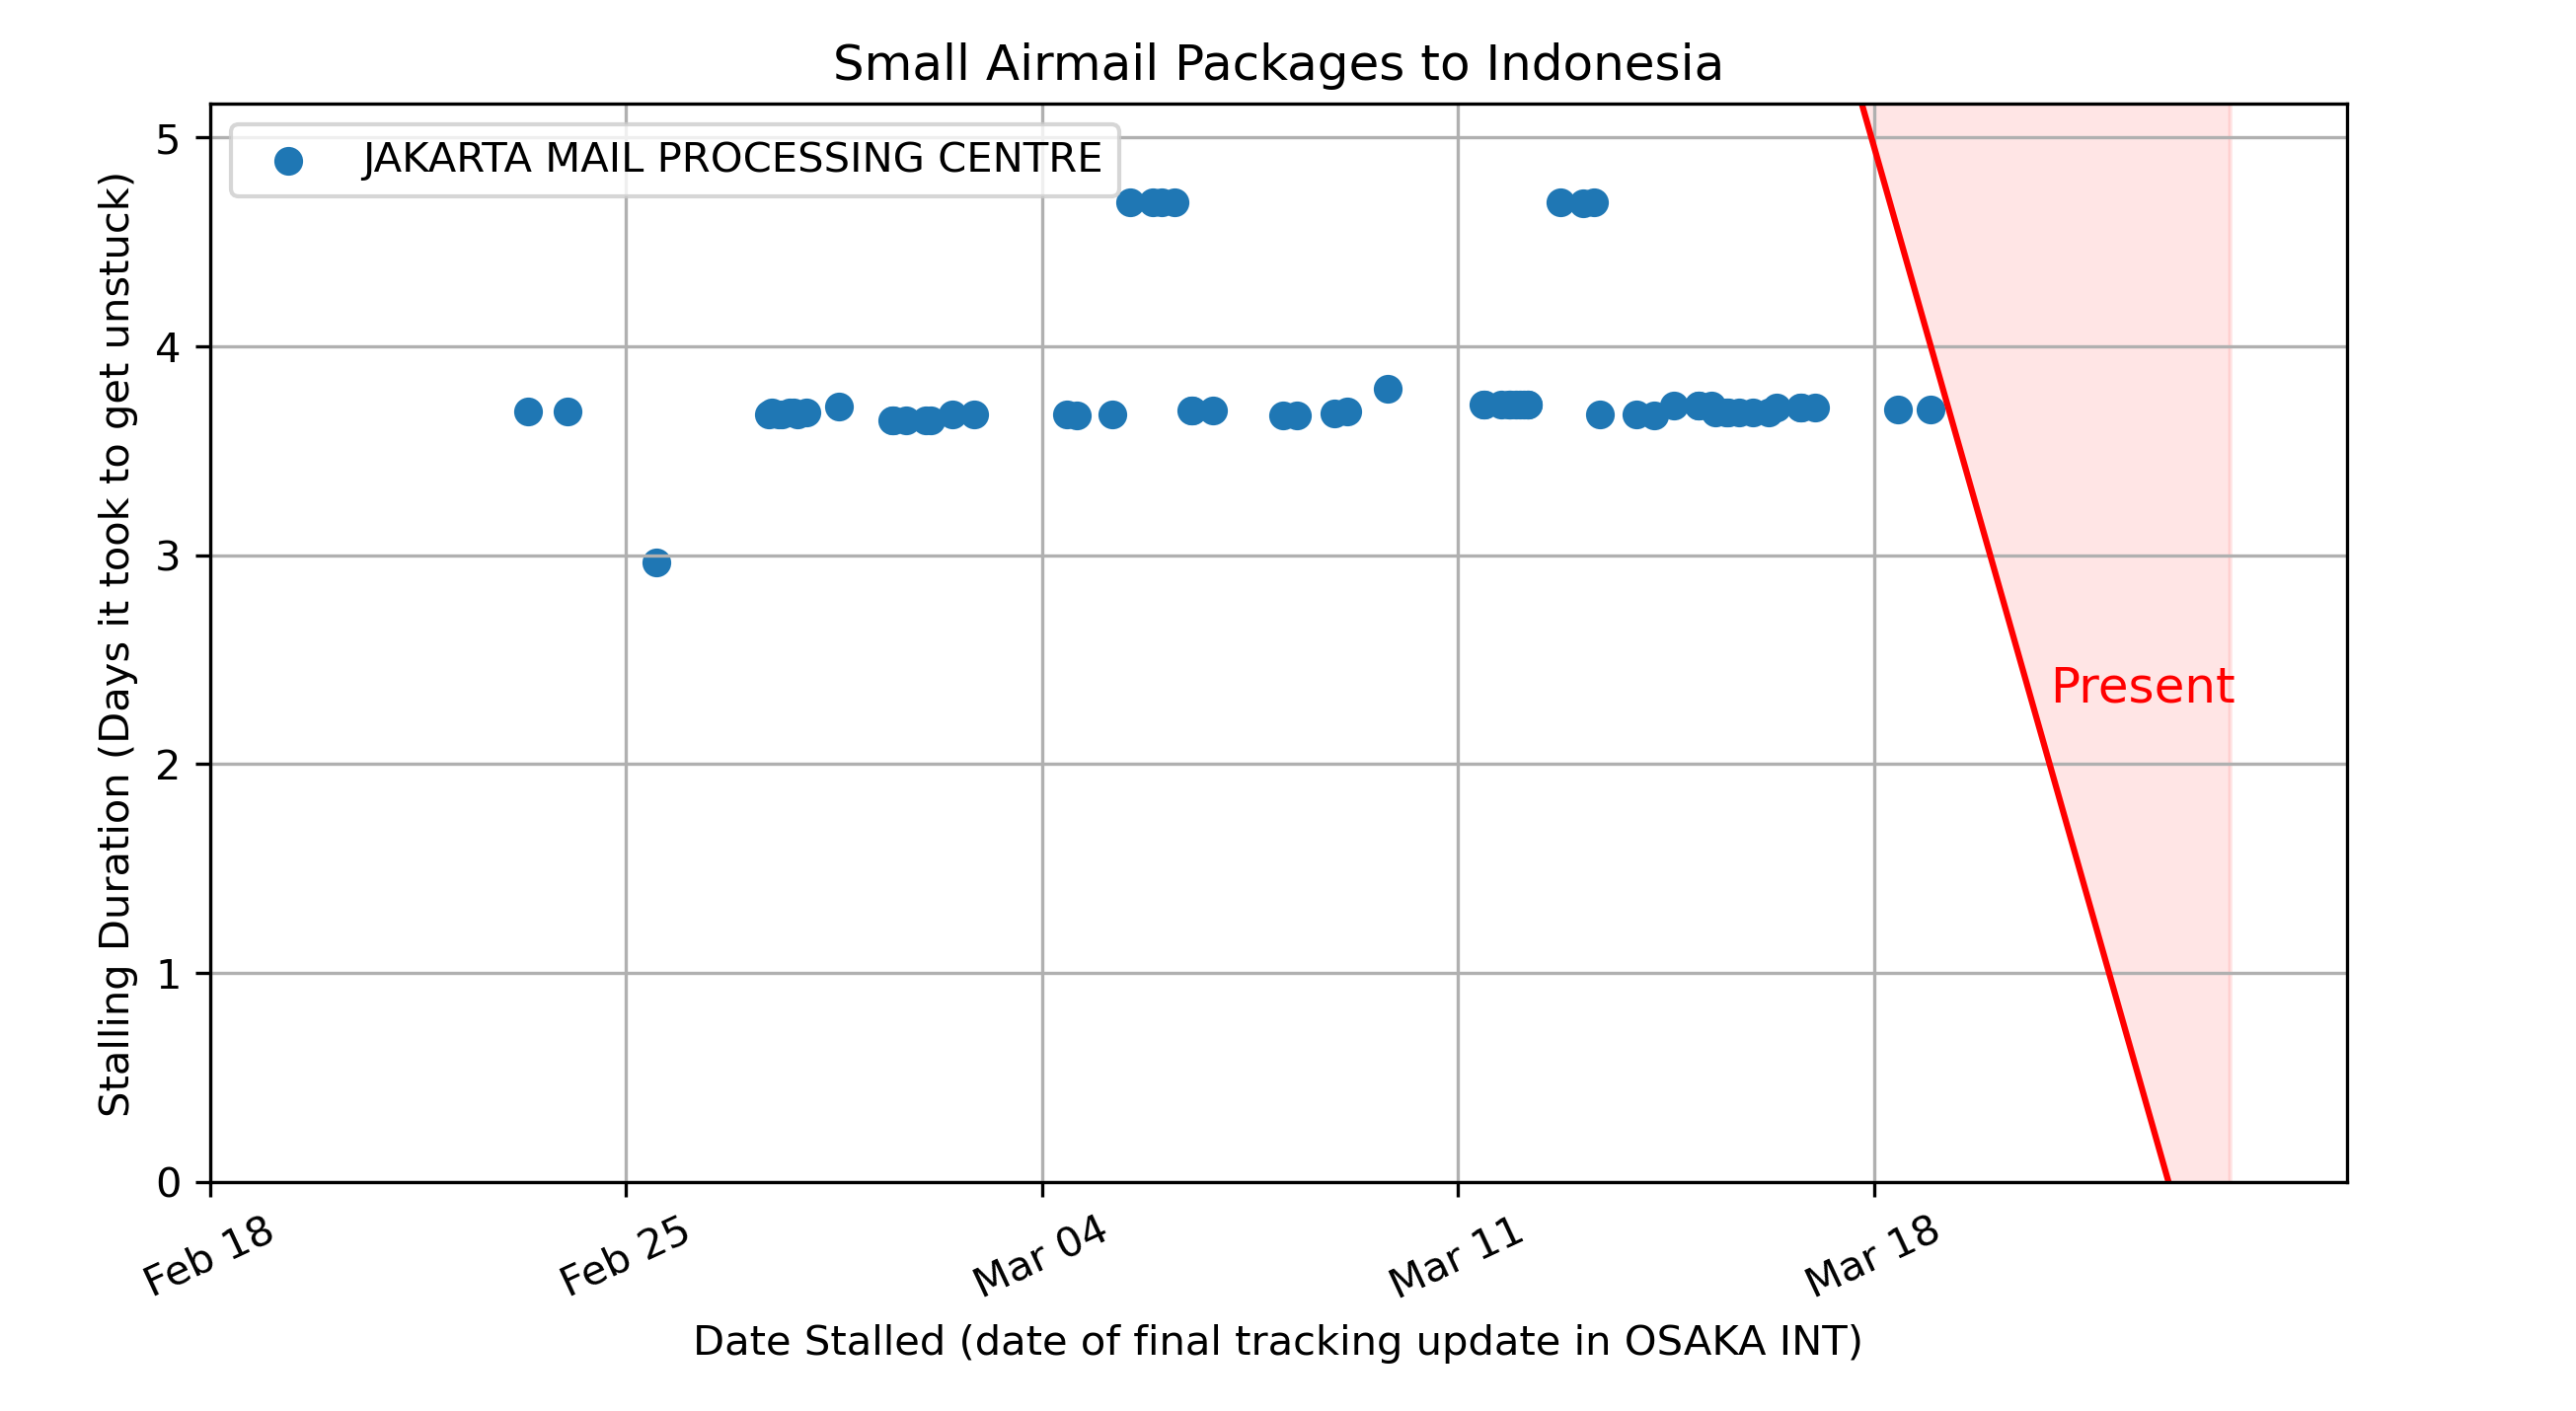 Small Airmail Packages to Indonesia
JAKARTA MAIL PROCESSING CENTRE
Stalling Duration (Days it took to get unstuck)
5
4
3
2
1
0
Present
Feb 18
Feb 25
Mar 04
Mar 11
Mar 18
Date Stalled (date of final tracking update in OSAKA INT)